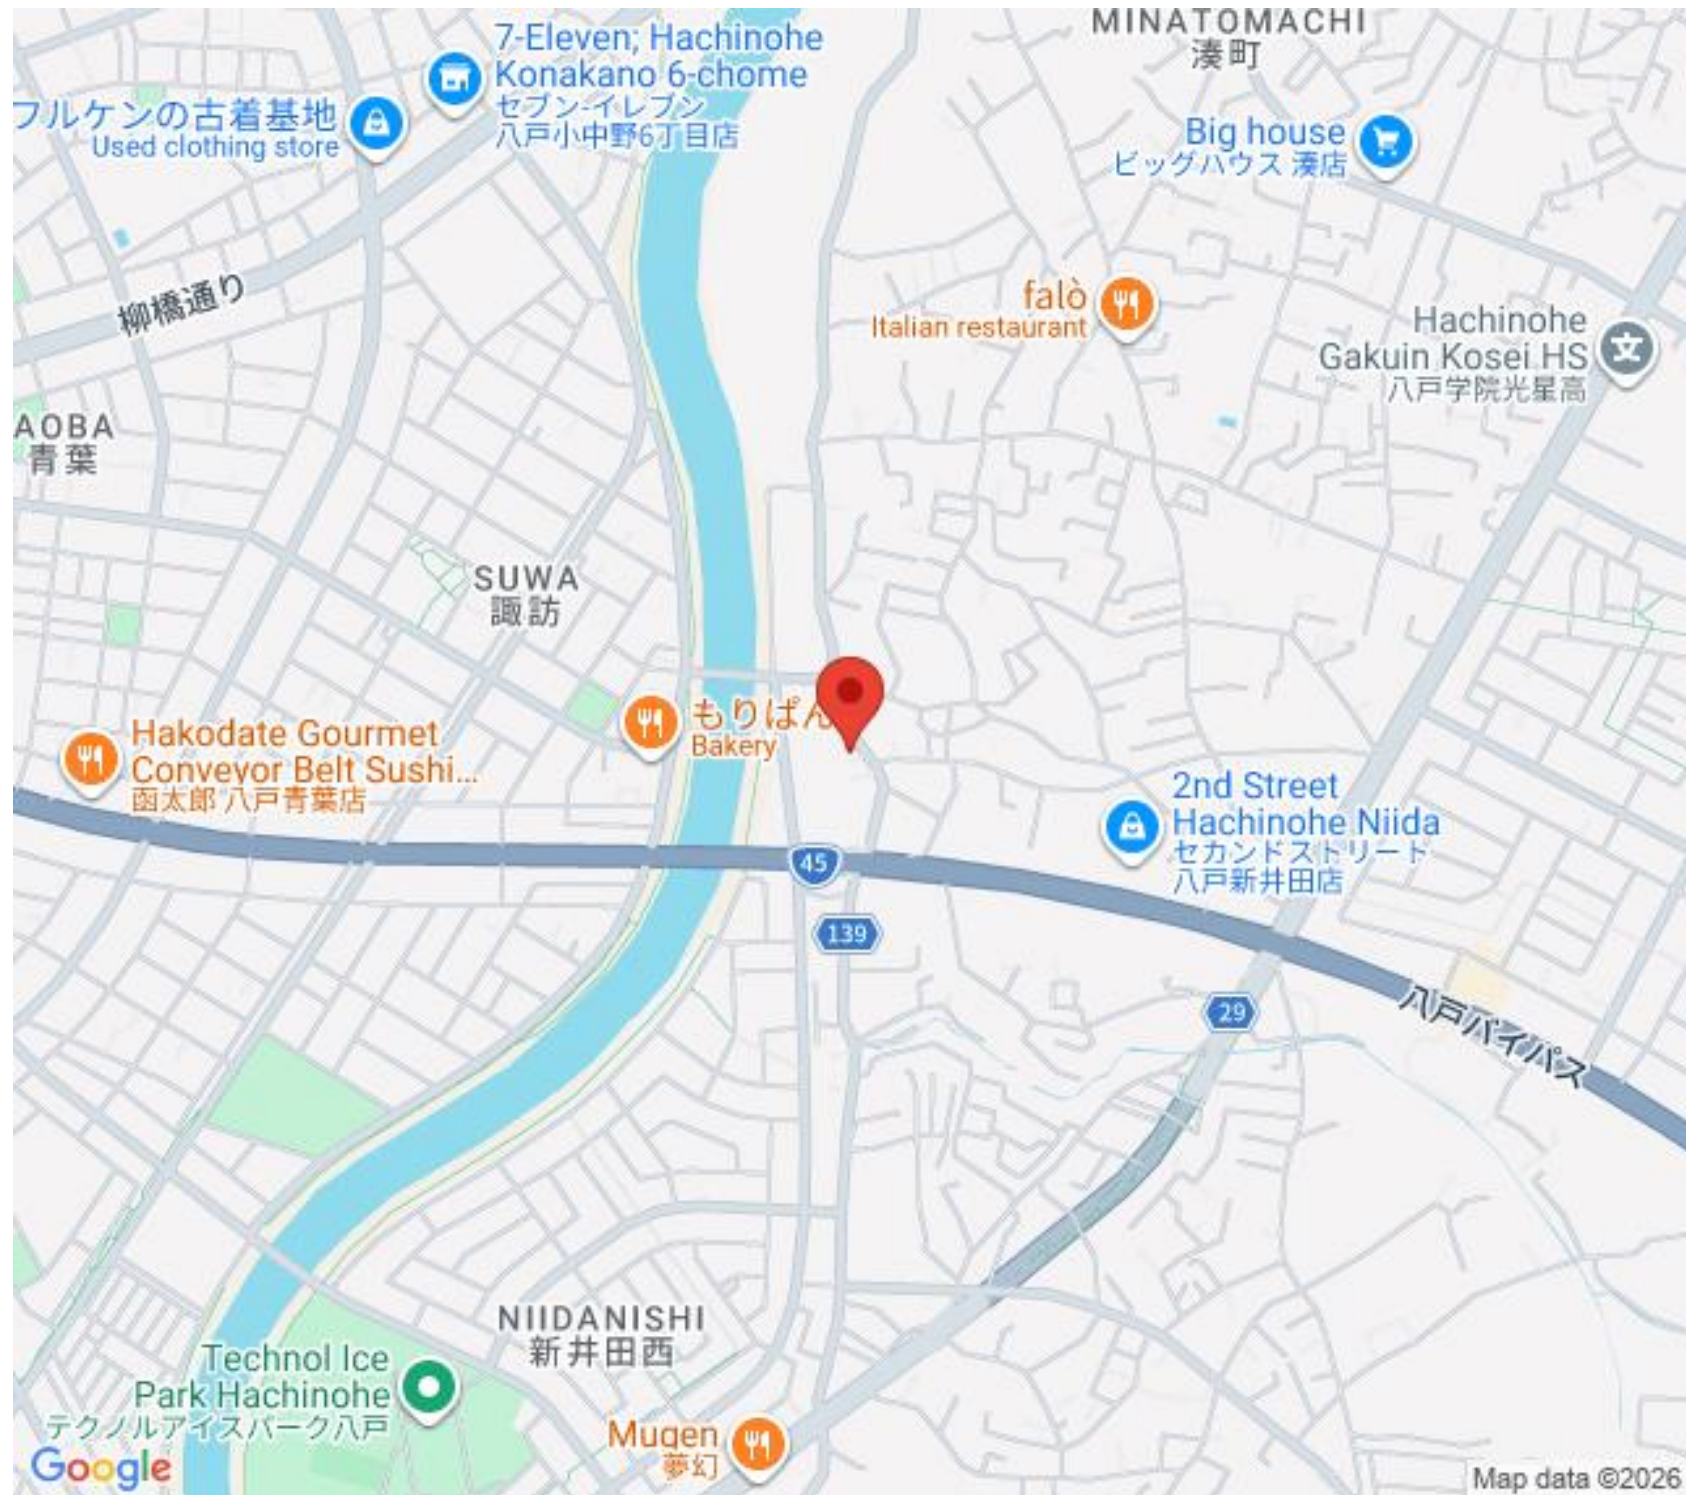 MINATOMACHI
湊町
7-Eleven; Hachinohe
Konakano 6-chome
セブン-イレブン
八戸小中野6丁目店
フルケンの古着基地
Used clothing store
Big house
ビッグハウス 湊店
柳橋通り
falò
Italian restaurant
Hachinohe
Gakuin Kosei HS
八戸学院光星高
文
AOBA
青葉
SUWA
諏訪
もりぱん
Bakery
Hakodate Gourmet
Conveyor Belt Sushi...
函太郎 八戸青葉店
2nd Street
Hachinohe Niida
セカンドストリート
八戸新井田店
45
139
29
八戸バイパス
NIIDANISHI
新井田西
Technol Ice
Park Hachinohe
テクノルアイスパーク八戸
Mugen
夢幻
Google
Map data ©2026